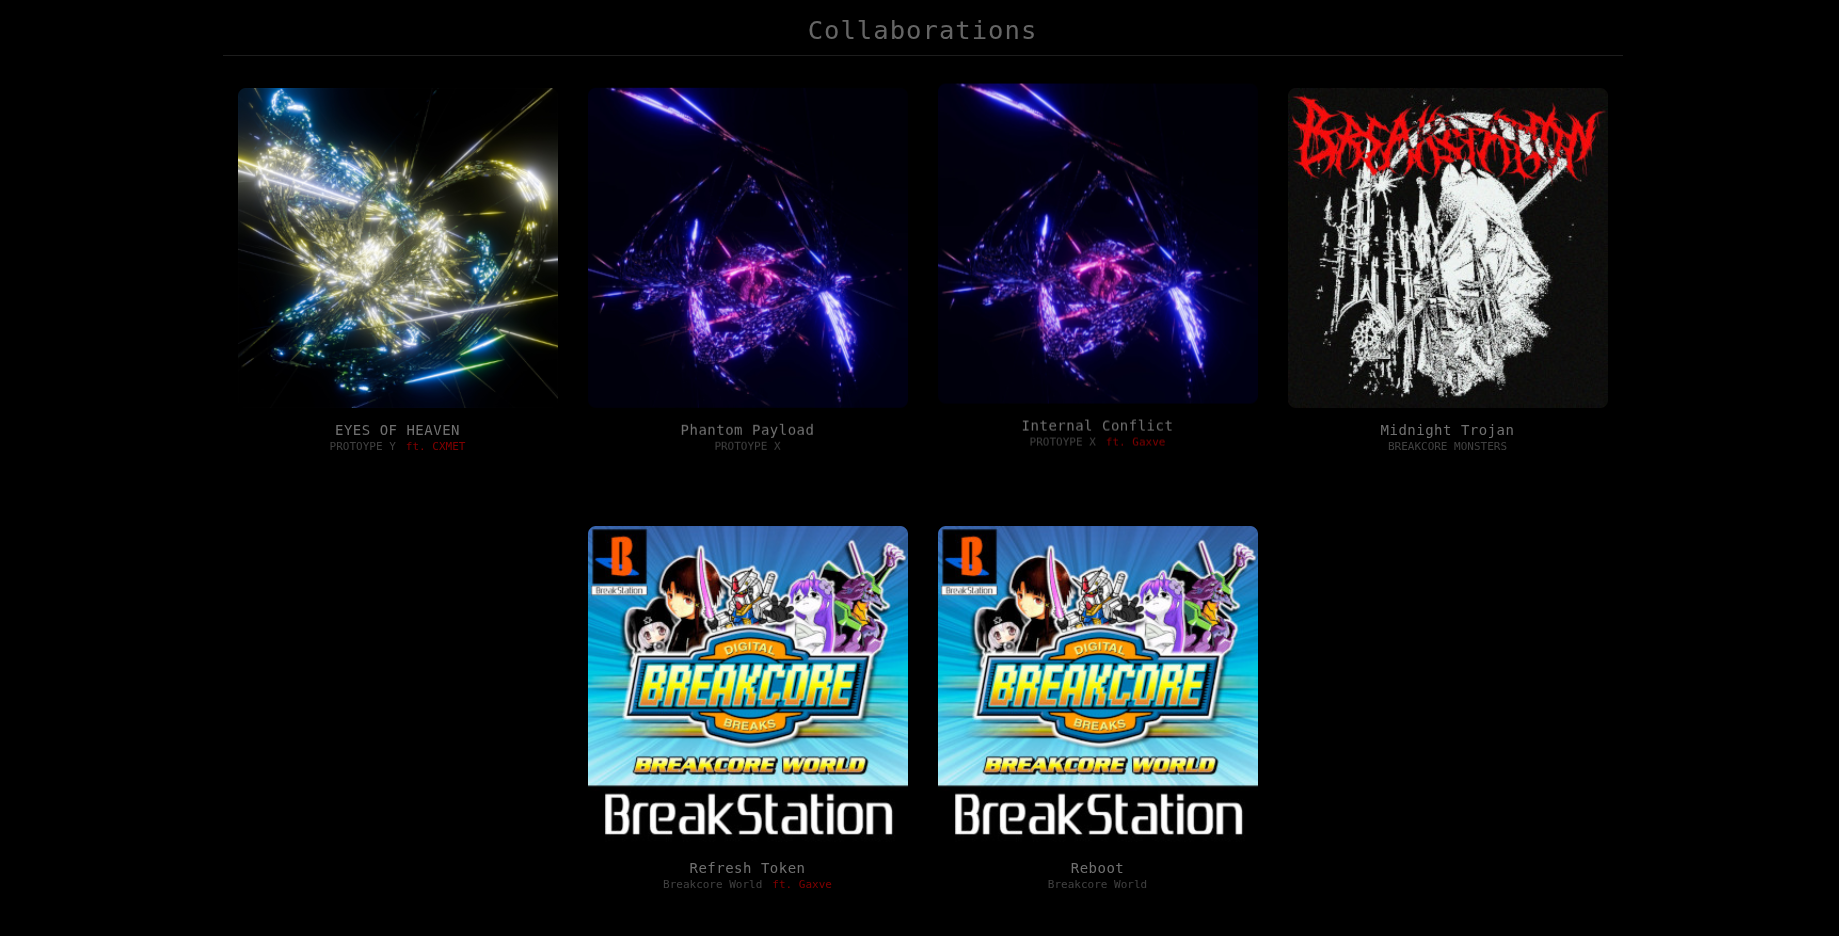 Collaborations
BREAKSTATION
EYES OF HEAVEN
PROTOYPE Y ft. CXMET
Phantom Payload
PROTOYPE X
Internal Conflict
PROTOYPE X ft. Gaxve
Midnight Trojan
BREAKCORE MONSTERS
B
BreakStation
DIGITAL
BREAKCORE
BREAKS
BREAKCORE WORLD
BreakStation
B
BreakStation
DIGITAL
BREAKCORE
BREAKS
BREAKCORE WORLD
BreakStation
Refresh Token
Breakcore World ft. Gaxve
Reboot
Breakcore World